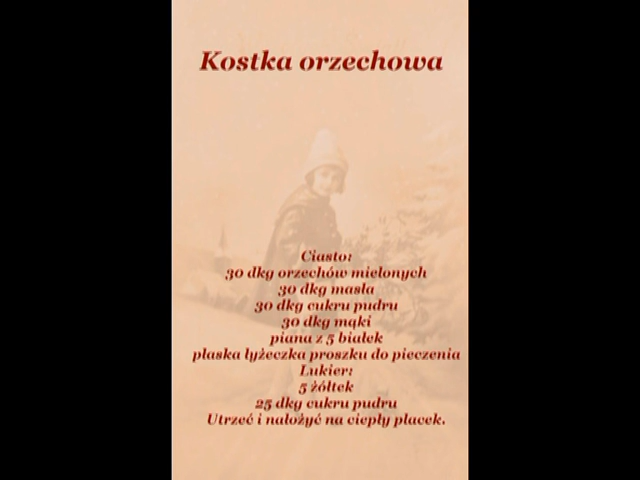 Kostka orzechowa
Ciasto:
30 dkg orzechów mielonych
30 dkg masła
30 dkg cukru pudru
30 dkg mąki
piana z 5 białek
płaska łyżeczka proszku do pieczenia
Lukier:
5 żółtek
25 dkg cukru pudru
Utrzeć i nałożyć na ciepły placek.